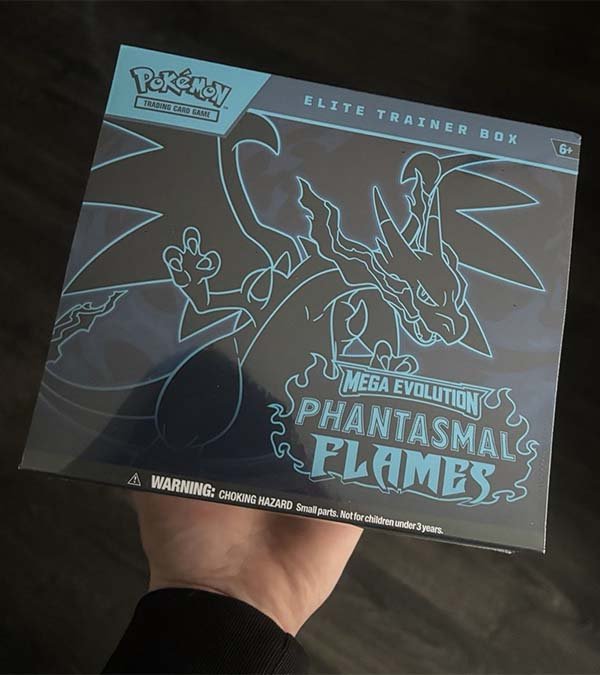 POKéMON
TRADING CARD GAME
ELITE TRAINER BOX
6+
MEGA EVOLUTION
PHANTASMAL
FLAMES
WARNING: CHOKING HAZARD Small parts. Not for children under 3 years.